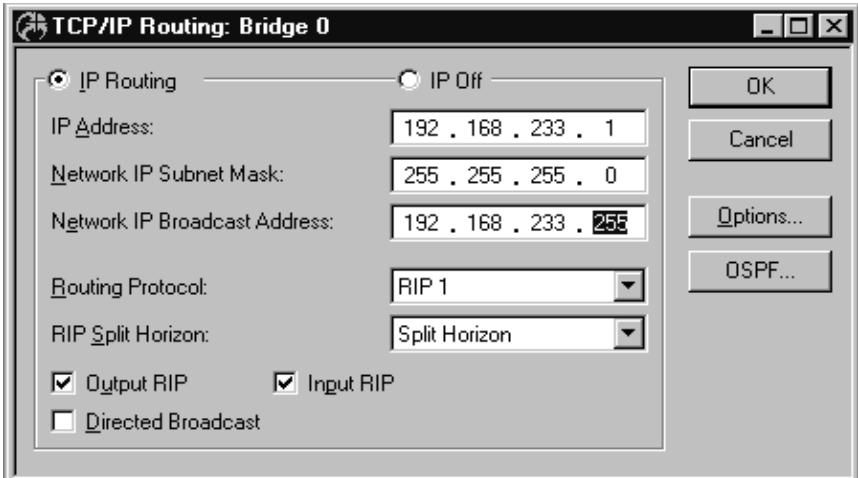 TCP/IP Routing: Bridge 0
IP Routing IP Off
IP Address: 192 . 168 . 233 . 1
Network IP Subnet Mask: 255 . 255 . 255 . 0
Network IP Broadcast Address: 192 . 168 . 233 . 255
Routing Protocol: RIP 1
RIP Split Horizon: Split Horizon
Output RIP Input RIP
Directed Broadcast
OK
Cancel
Options...
OSPF...